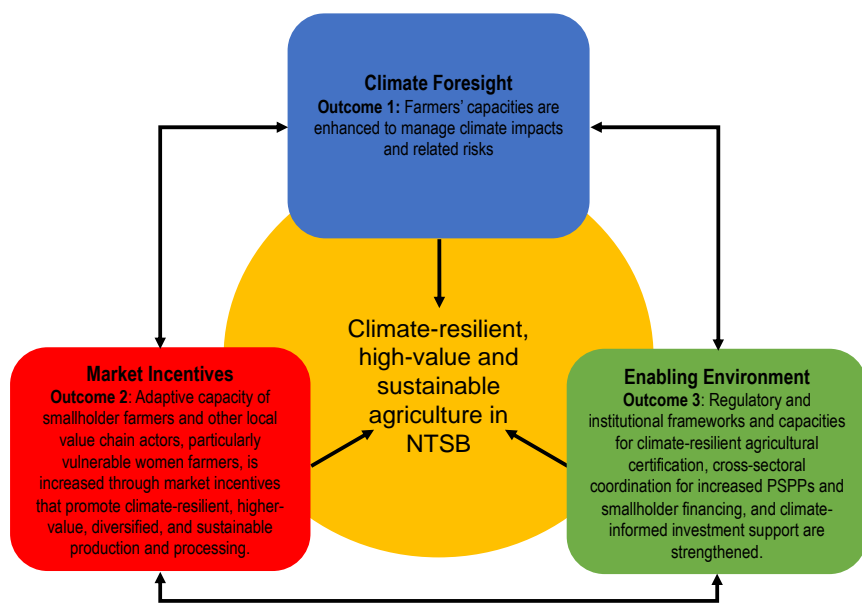 Climate Foresight
Outcome 1: Farmers’ capacities are
enhanced to manage climate impacts
and related risks
Climate-resilient,
high-value and
sustainable
agriculture in
NTSB
Market Incentives
Outcome 2: Adaptive capacity of
smallholder farmers and other local
value chain actors, particularly
vulnerable women farmers, is
increased through market incentives
that promote climate-resilient, higher-
value, diversified, and sustainable
production and processing.
Enabling Environment
Outcome 3: Regulatory and
institutional frameworks and capacities
for climate-resilient agricultural
certification, cross-sectoral
coordination for increased PSPPs and
smallholder financing, and climate-
informed investment support are
strengthened.